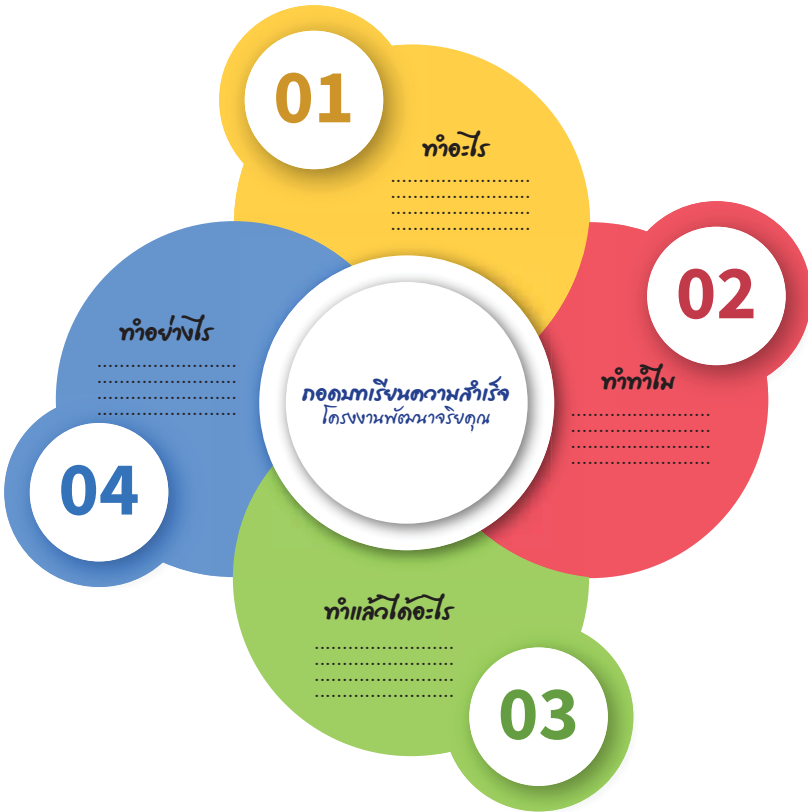 01
ทำอะไร
02
ทำทำไม
ถอดบทเรียนความสำเร็จ
โครงงานพัฒนาจริยคุณ
03
ทำแล้วได้อะไร
04
ทำอย่างไร